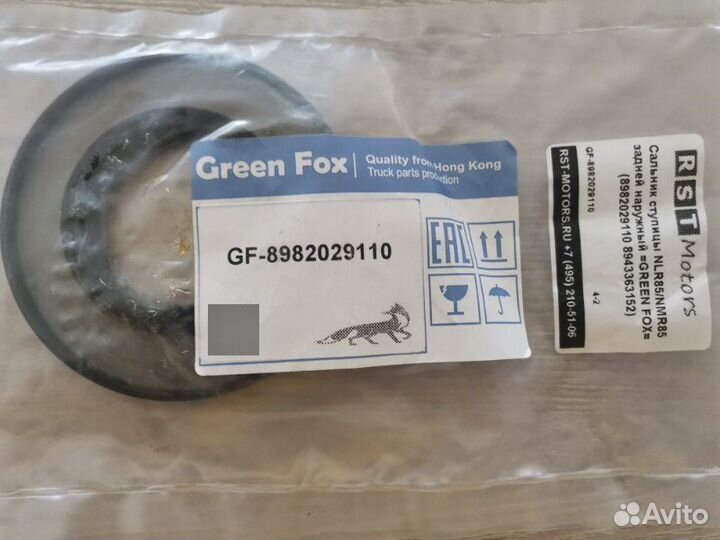 Green Fox
Quality from Hong Kong
Truck parts production
GF-8982029110
EAC
RST Motors
Сальник ступицы NLR85/NMR85
задней наружный =GREEN FOX=
(8982029110 8943363152)
GF-8982029110
4-2
RST-MOTORS.RU +7 (495) 210-51-06
Avito